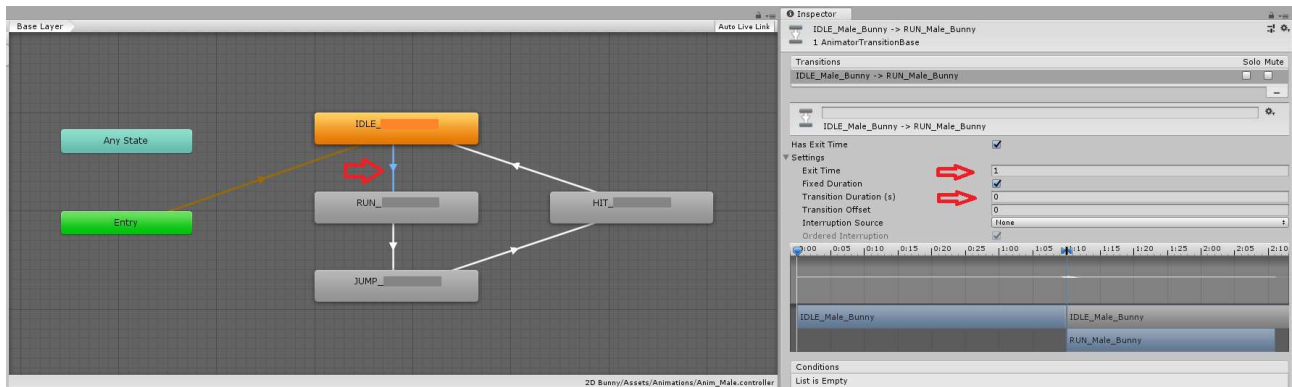 Base Layer
Auto Live Link
Any State
Entry
IDLE_
RUN_
HIT_
JUMP_
2D Bunny/Assets/Animations/Anim_Male.controller
Inspector
IDLE_Male_Bunny -> RUN_Male_Bunny
1 AnimatorTransitionBase
Transitions Solo Mute
IDLE_Male_Bunny -> RUN_Male_Bunny
IDLE_Male_Bunny -> RUN_Male_Bunny
Has Exit Time
Settings
Exit Time 1
Fixed Duration
Transition Duration (s) 0
Transition Offset 0
Interruption Source None
Ordered Interruption
0:05 0:10 0:15 0:20 0:25 1:00 1:05 1:15 1:20 1:25 2:00 2:05 2:10
IDLE_Male_Bunny IDLE_Male_Bunny
RUN_Male_Bunny
Conditions
List is Empty